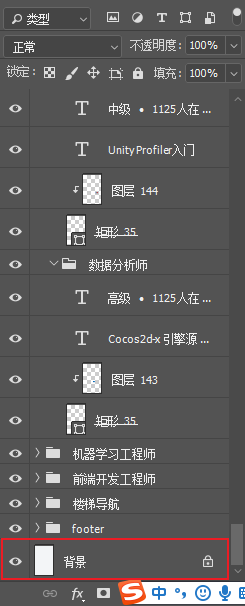 类型
正常 不透明度: 100%
锁定: 填充: 100%
T 中级 • 1125人在 ...
T UnityProfiler入门
图层 144
矩形 35
数据分析师
T 高级 • 1125人在 ...
T Cocos2d-x 引擎源 ...
图层 143
矩形 35
机器学习工程师
前端开发工程师
楼梯导航
footer
背景
fx S 中